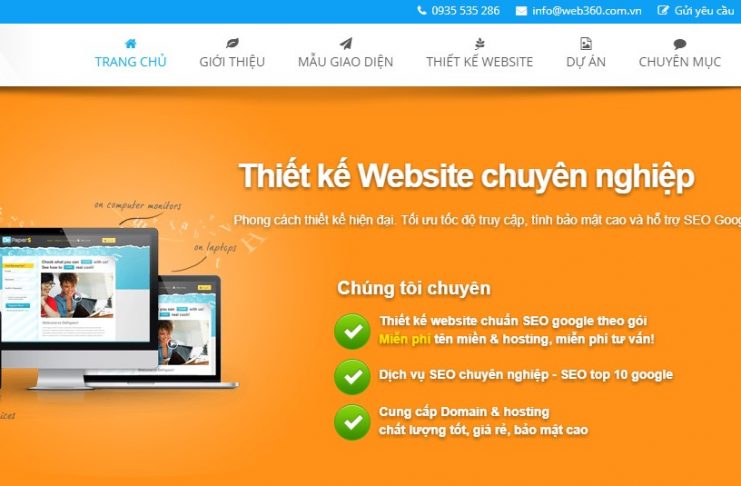 0935 535 286 info@web360.com.vn Gửi yêu cầu
TRANG CHỦ GIỚI THIỆU MẪU GIAO DIỆN THIẾT KẾ WEBSITE DỰ ÁN CHUYÊN MỤC
Thiết kế Website chuyên nghiệp
Phong cách thiết kế hiện đại. Tối ưu tốc độ truy cập, tính bảo mật cao và hỗ trợ SEO Goog
on computer monitors
on laptops
Chúng tôi chuyên
Thiết kế website chuẩn SEO google theo gói
Miễn phí tên miền & hosting, miễn phí tư vấn!
Dịch vụ SEO chuyên nghiệp - SEO top 10 google
Cung cấp Domain & hosting
chất lượng tốt, giá rẻ, bảo mật cao